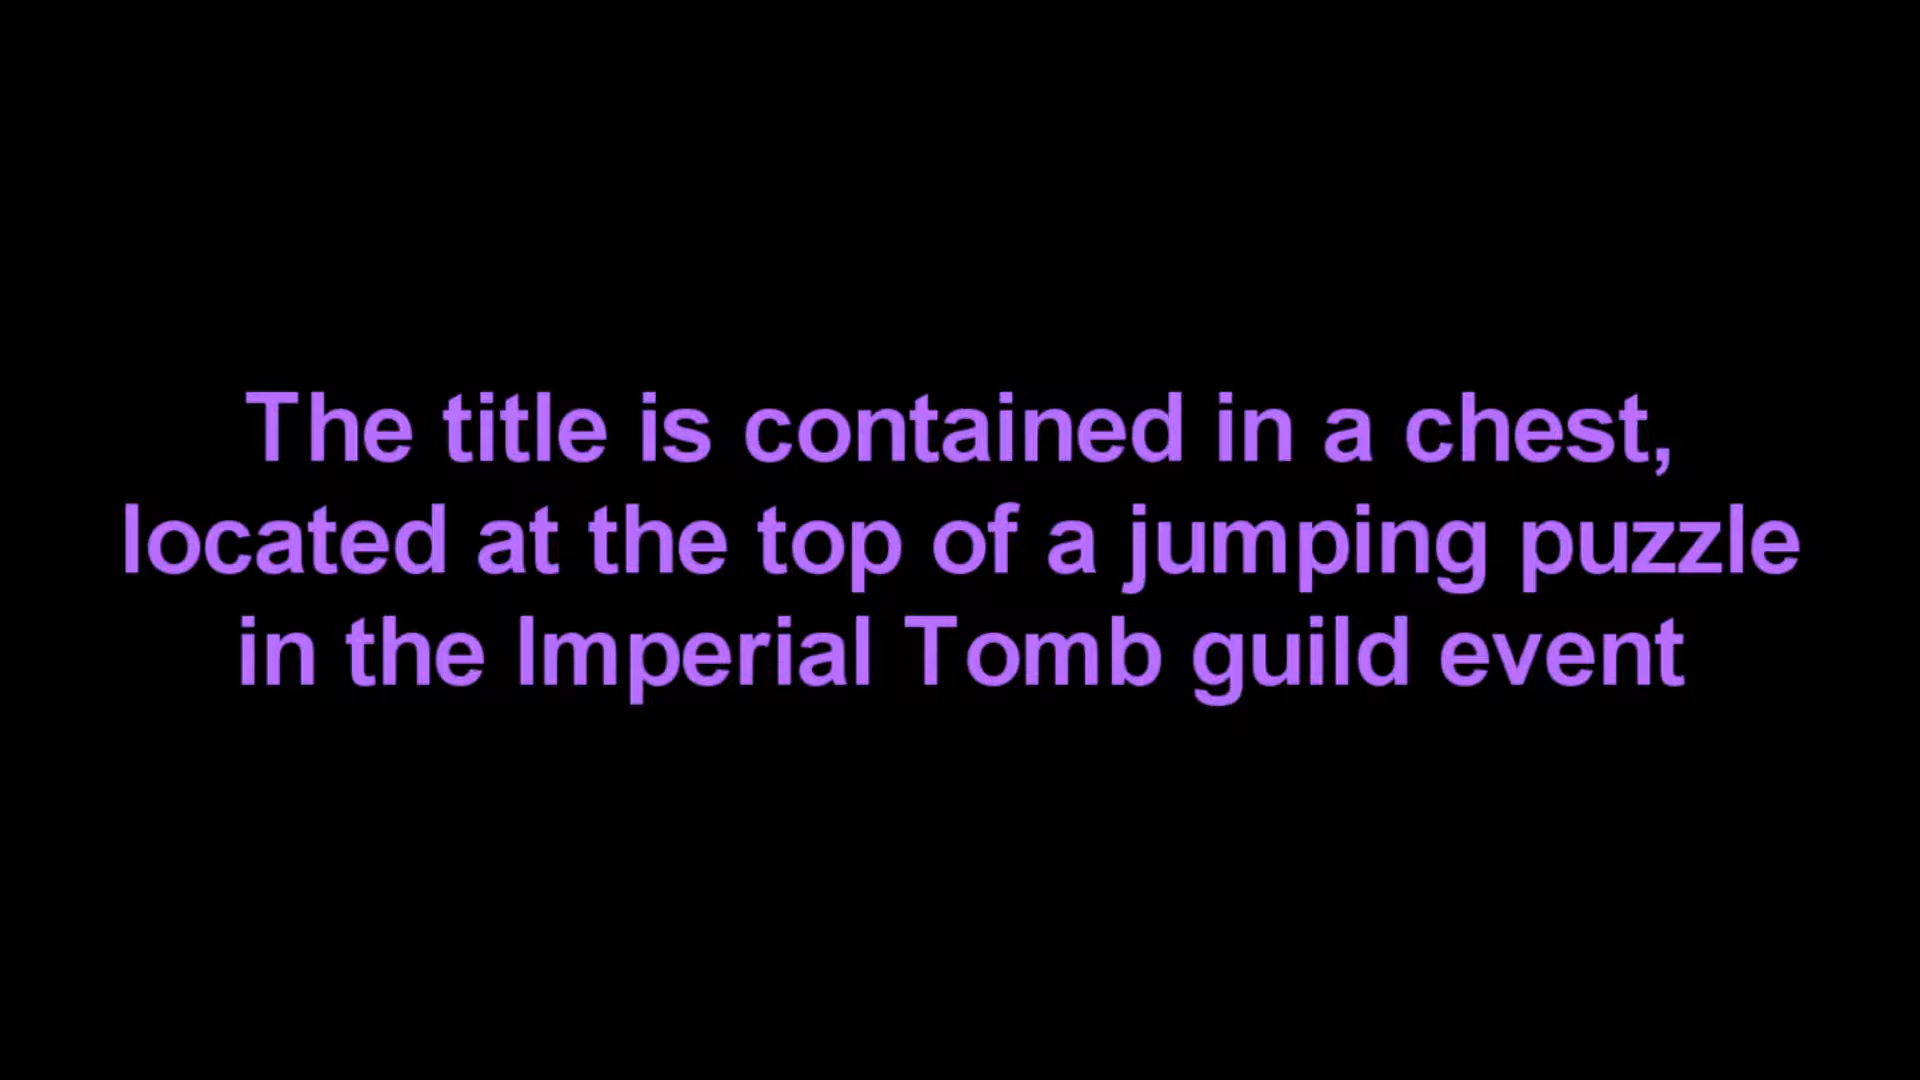 The title is contained in a chest,
located at the top of a jumping puzzle
in the Imperial Tomb guild event